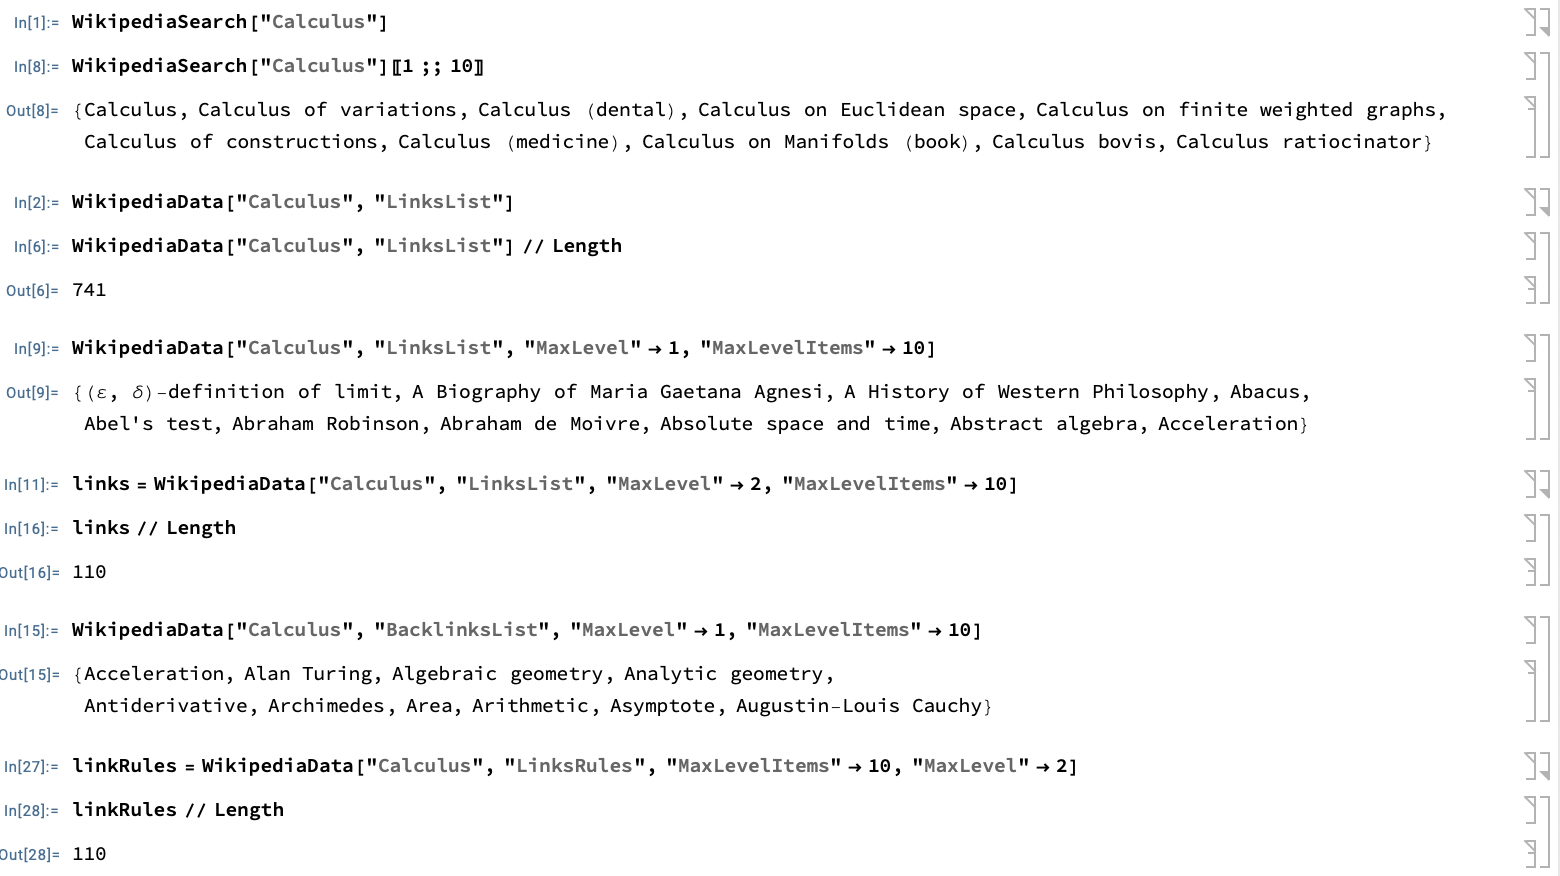 In[1]:= WikipediaSearch["Calculus"]
In[8]:= WikipediaSearch["Calculus"]〚1 ;; 10〛
Out[8]= {Calculus, Calculus of variations, Calculus (dental), Calculus on Euclidean space, Calculus on finite weighted graphs,
Calculus of constructions, Calculus (medicine), Calculus on Manifolds (book), Calculus bovis, Calculus ratiocinator}
In[2]:= WikipediaData["Calculus", "LinksList"]
In[6]:= WikipediaData["Calculus", "LinksList"] // Length
Out[6]= 741
In[9]:= WikipediaData["Calculus", "LinksList", "MaxLevel" → 1, "MaxLevelItems" → 10]
Out[9]= {(ε, δ)-definition of limit, A Biography of Maria Gaetana Agnesi, A History of Western Philosophy, Abacus,
Abel's test, Abraham Robinson, Abraham de Moivre, Absolute space and time, Abstract algebra, Acceleration}
In[11]:= links = WikipediaData["Calculus", "LinksList", "MaxLevel" → 2, "MaxLevelItems" → 10]
In[16]:= links // Length
Out[16]= 110
In[15]:= WikipediaData["Calculus", "BacklinksList", "MaxLevel" → 1, "MaxLevelItems" → 10]
Out[15]= {Acceleration, Alan Turing, Algebraic geometry, Analytic geometry,
Antiderivative, Archimedes, Area, Arithmetic, Asymptote, Augustin-Louis Cauchy}
In[27]:= linkRules = WikipediaData["Calculus", "LinksRules", "MaxLevelItems" → 10, "MaxLevel" → 2]
In[28]:= linkRules // Length
Out[28]= 110